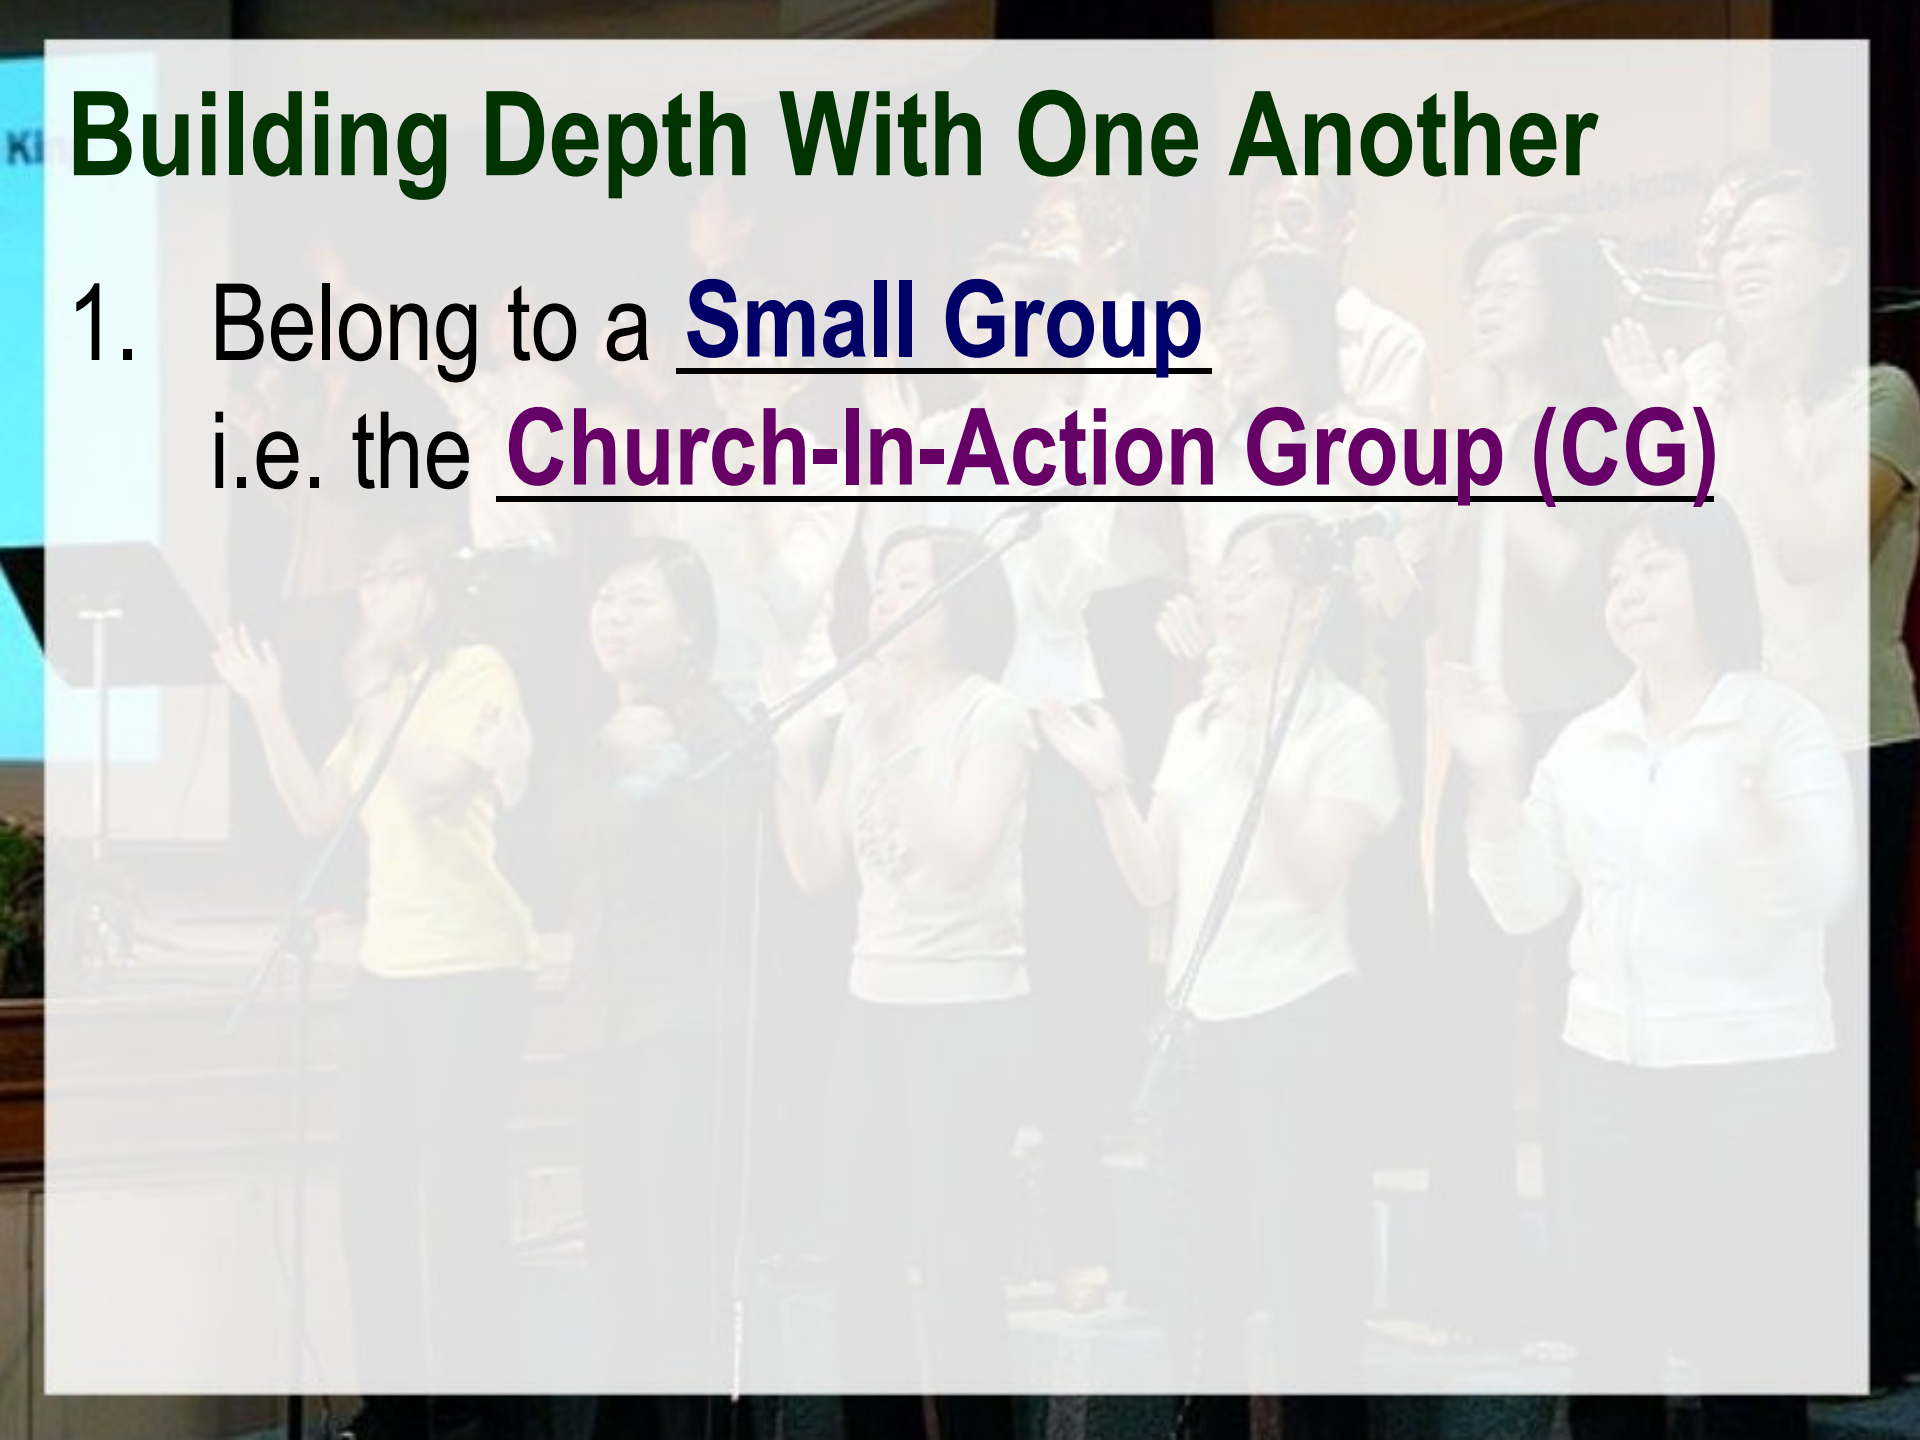 Building Depth With One Another
1. Belong to a Small Group
i.e. the Church-In-Action Group (CG)